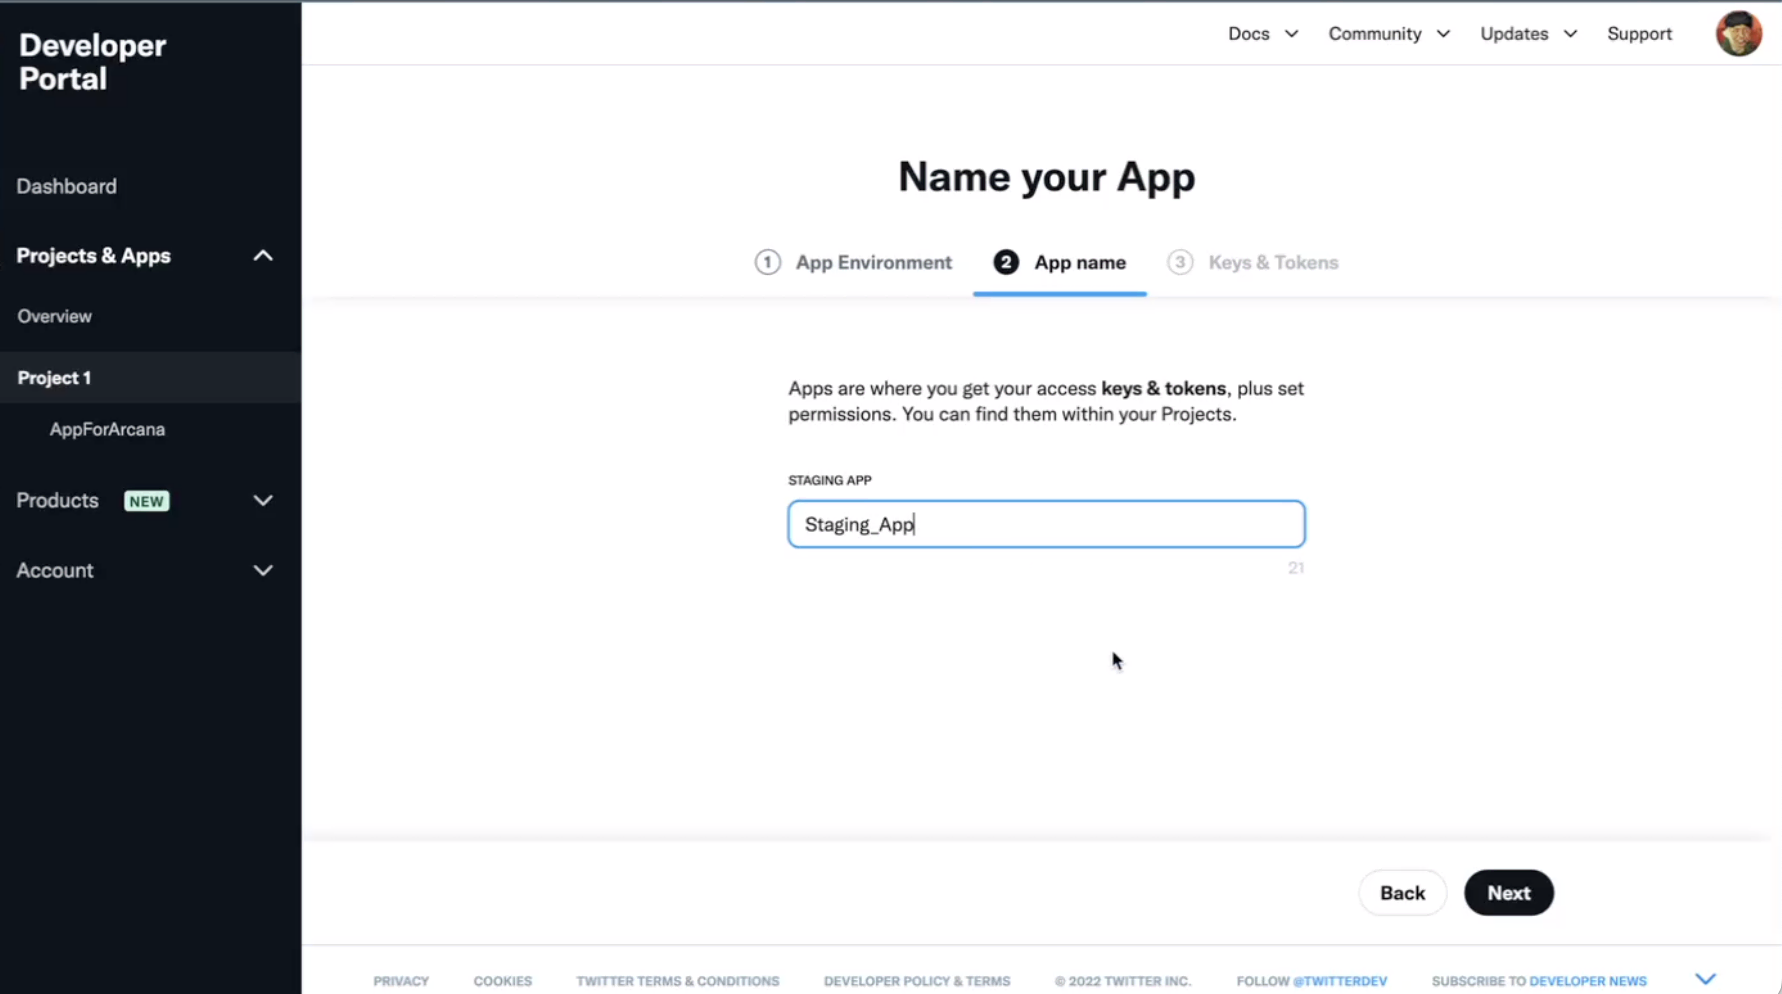 Developer
Portal
Docs
Community
Updates
Support
Dashboard
Projects & Apps
Overview
Project 1
AppForArcana
Products NEW
Account
Name your App
1 App Environment
2 App name
3 Keys & Tokens
Apps are where you get your access keys & tokens, plus set
permissions. You can find them within your Projects.
STAGING APP
Staging_App
21
Back
Next
PRIVACY
COOKIES
TWITTER TERMS & CONDITIONS
DEVELOPER POLICY & TERMS
© 2022 TWITTER INC.
FOLLOW @TWITTERDEV
SUBSCRIBE TO DEVELOPER NEWS